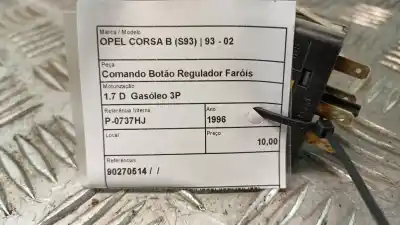 Marca / Modelo
OPEL CORSA B (S93) | 93 - 02
Peça
Comando Botão Regulador Faróis
Motorização
1.7 D Gasóleo 3P
Referência Interna Ano
P-0737HJ 1996
Local Preço
10,00
Referências
90270514 / /